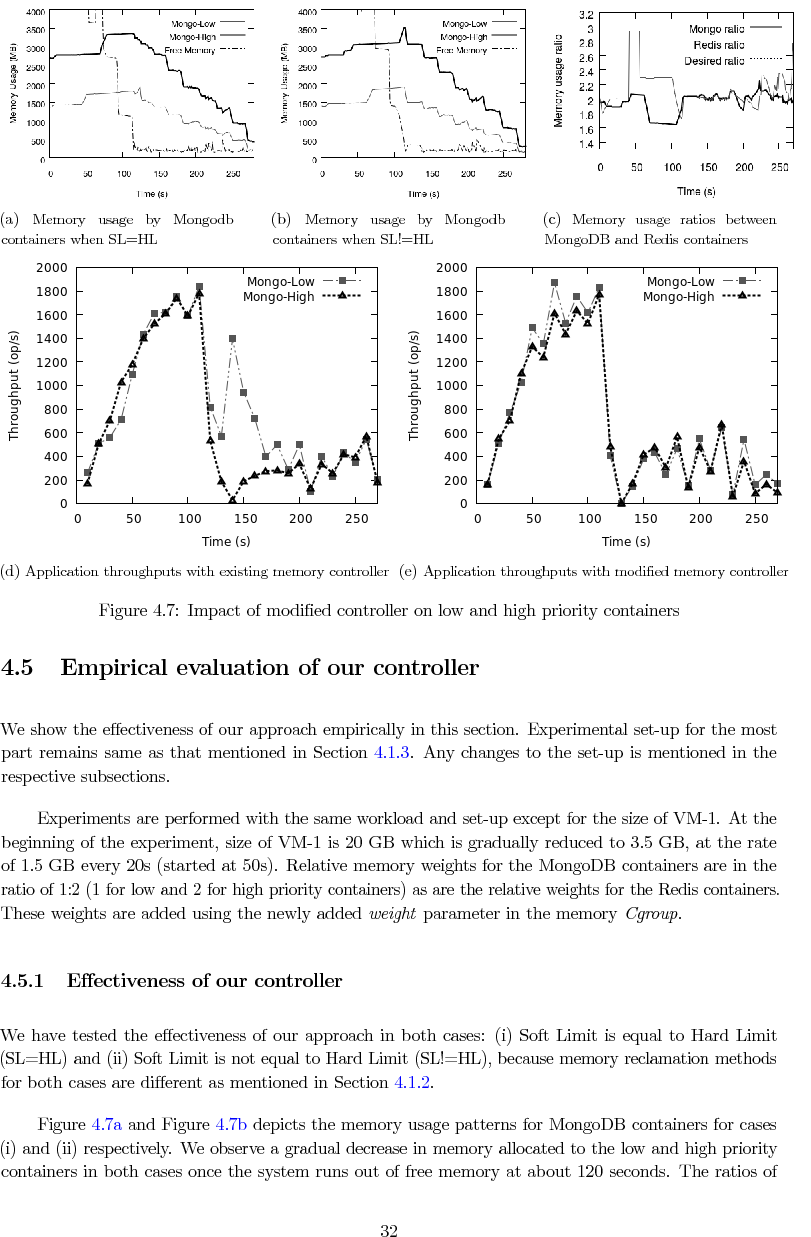 4000
3500
3000
2500
2000
1500
1000
500
0
Memory Usage (MB)
Mongo-Low
Mongo-High
Free Memory
0 50 100 150 200 250
Time (s)
4000
3500
3000
2500
2000
1500
1000
500
0
Memory Usage (MB)
Mongo-Low
Mongo-High
Free Memory
0 50 100 150 200 250
Time (s)
3.2
3
2.8
2.6
2.4
2.2
2
1.8
1.6
1.4
Memory usage ratio
Mongo ratio
Redis ratio
Desired ratio
0 50 100 150 200 250
Time (s)
(a) Memory usage by Mongodb
containers when SL=HL
(b) Memory usage by Mongodb
containers when SL!=HL
(c) Memory usage ratios between
MongoDB and Redis containers
2000
1800
1600
1400
1200
1000
800
600
400
200
0
Throughput (op/s)
Mongo-Low
Mongo-High
0 50 100 150 200 250
Time (s)
2000
1800
1600
1400
1200
1000
800
600
400
200
0
Throughput (op/s)
Mongo-Low
Mongo-High
0 50 100 150 200 250
Time (s)
(d) Application throughputs with existing memory controller
(e) Application throughputs with modified memory controller
Figure 4.7: Impact of modified controller on low and high priority containers
4.5 Empirical evaluation of our controller
We show the effectiveness of our approach empirically in this section. Experimental set-up for the most
part remains same as that mentioned in Section 4.1.3. Any changes to the set-up is mentioned in the
respective subsections.
Experiments are performed with the same workload and set-up except for the size of VM-1. At the
beginning of the experiment, size of VM-1 is 20 GB which is gradually reduced to 3.5 GB, at the rate
of 1.5 GB every 20s (started at 50s). Relative memory weights for the MongoDB containers are in the
ratio of 1:2 (1 for low and 2 for high priority containers) as are the relative weights for the Redis containers.
These weights are added using the newly added weight parameter in the memory Cgroup.
4.5.1 Effectiveness of our controller
We have tested the effectiveness of our approach in both cases: (i) Soft Limit is equal to Hard Limit
(SL=HL) and (ii) Soft Limit is not equal to Hard Limit (SL!=HL), because memory reclamation methods
for both cases are different as mentioned in Section 4.1.2.
Figure 4.7a and Figure 4.7b depicts the memory usage patterns for MongoDB containers for cases
(i) and (ii) respectively. We observe a gradual decrease in memory allocated to the low and high priority
containers in both cases once the system runs out of free memory at about 120 seconds. The ratios of
32